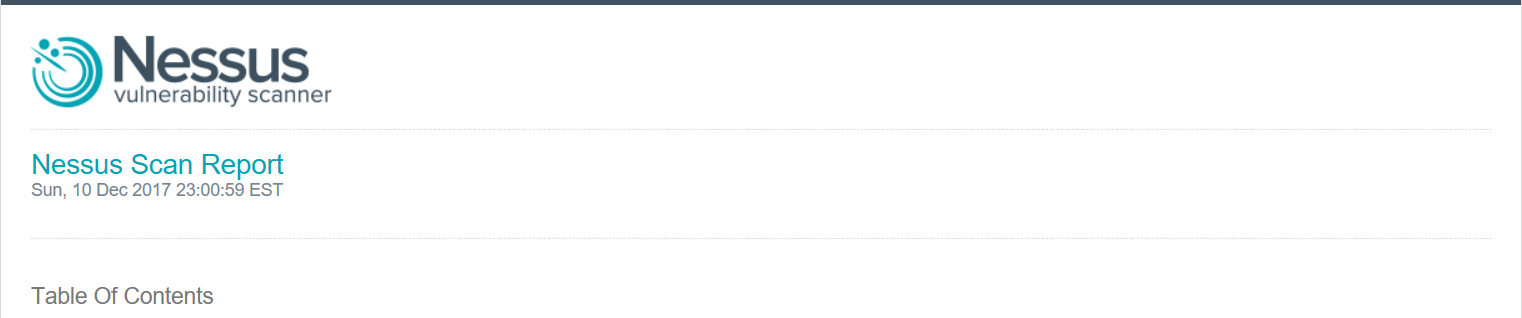 Nessus
vulnerability scanner
Nessus Scan Report
Sun, 10 Dec 2017 23:00:59 EST
Table Of Contents